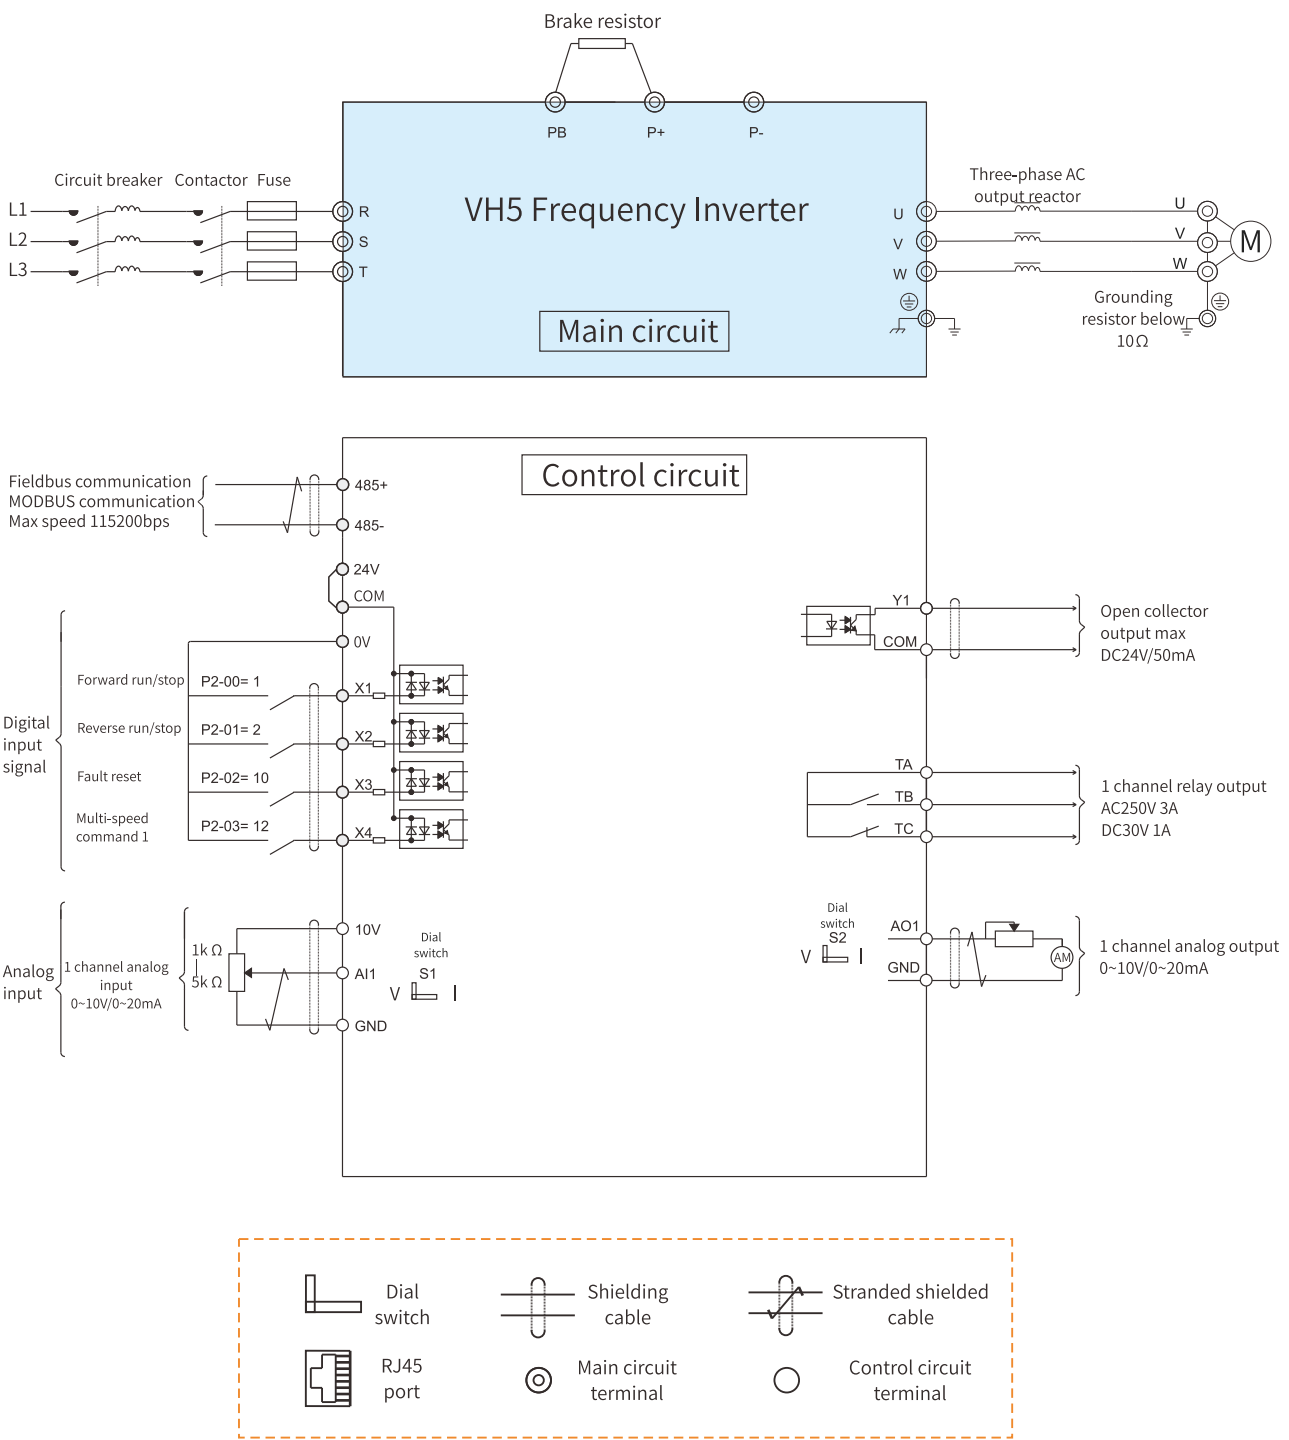 Brake resistor
PB
P+
P-
Circuit breaker
Contactor
Fuse
L1
L2
L3
R
S
T
VH5 Frequency Inverter
Main circuit
U
V
W
Three-phase AC
output reactor
U
V
W
M
Grounding
resistor below
10Ω
Control circuit
Fieldbus communication
MODBUS communication
Max speed 115200bps
485+
485-
24V
COM
0V
Digital
input
signal
Forward run/stop
P2-00= 1
X1
Reverse run/stop
P2-01= 2
X2
Fault reset
P2-02= 10
X3
Multi-speed
command 1
P2-03= 12
X4
Analog
input
1 channel analog
input
0~10V/0~20mA
1k Ω
5k Ω
10V
AI1
GND
Dial
switch
S1
V
I
Y1
COM
Open collector
output max
DC24V/50mA
TA
TB
TC
1 channel relay output
AC250V 3A
DC30V 1A
Dial
switch
S2
V
I
AO1
GND
AM
1 channel analog output
0~10V/0~20mA
Dial
switch
Shielding
cable
Stranded shielded
cable
RJ45
port
Main circuit
terminal
Control circuit
terminal